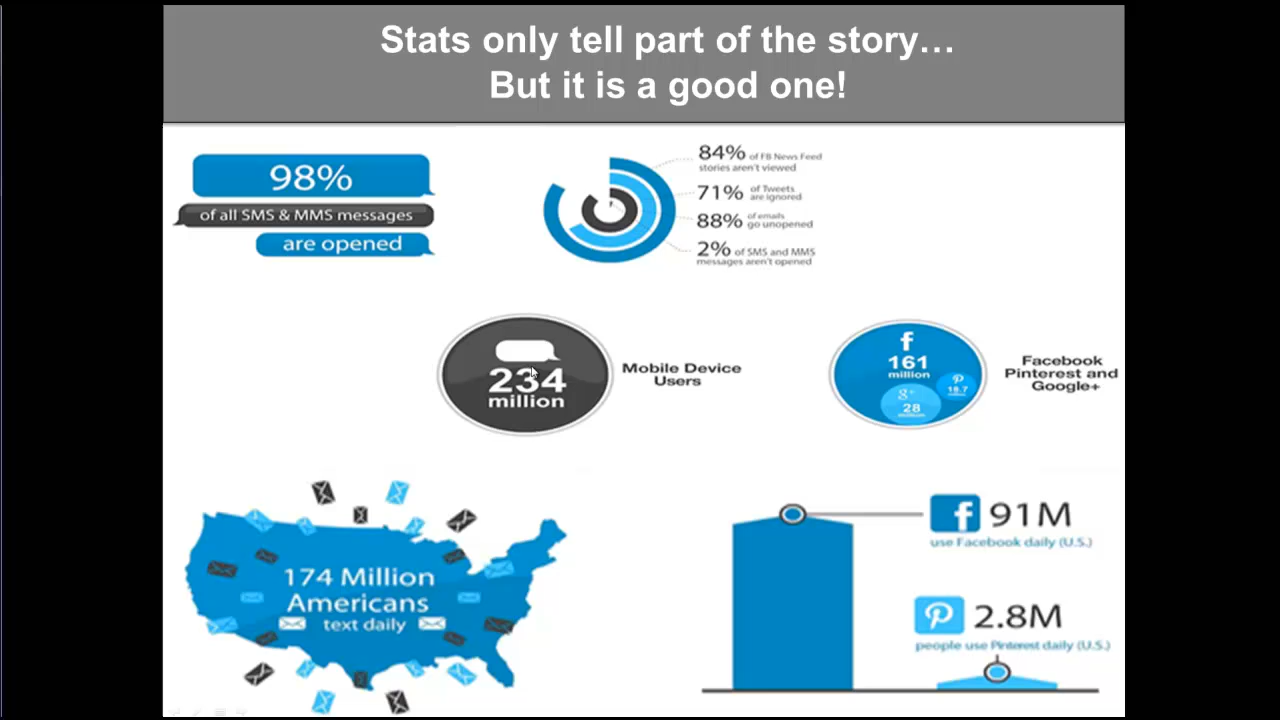 Stats only tell part of the story…
But it is a good one!
98%
of all SMS & MMS messages
are opened
84% of FB News Feed
stories aren't viewed
71% of Tweets
are ignored
88% of emails
go unopened
2% of SMS and MMS
messages aren't opened
234
million
Mobile Device
Users
f
161
million
18.7
g+
28
Facebook
Pinterest and
Google+
174 Million
Americans
text daily
f 91M
use Facebook daily (U.S.)
2.8M
people use Pinterest daily (U.S.)